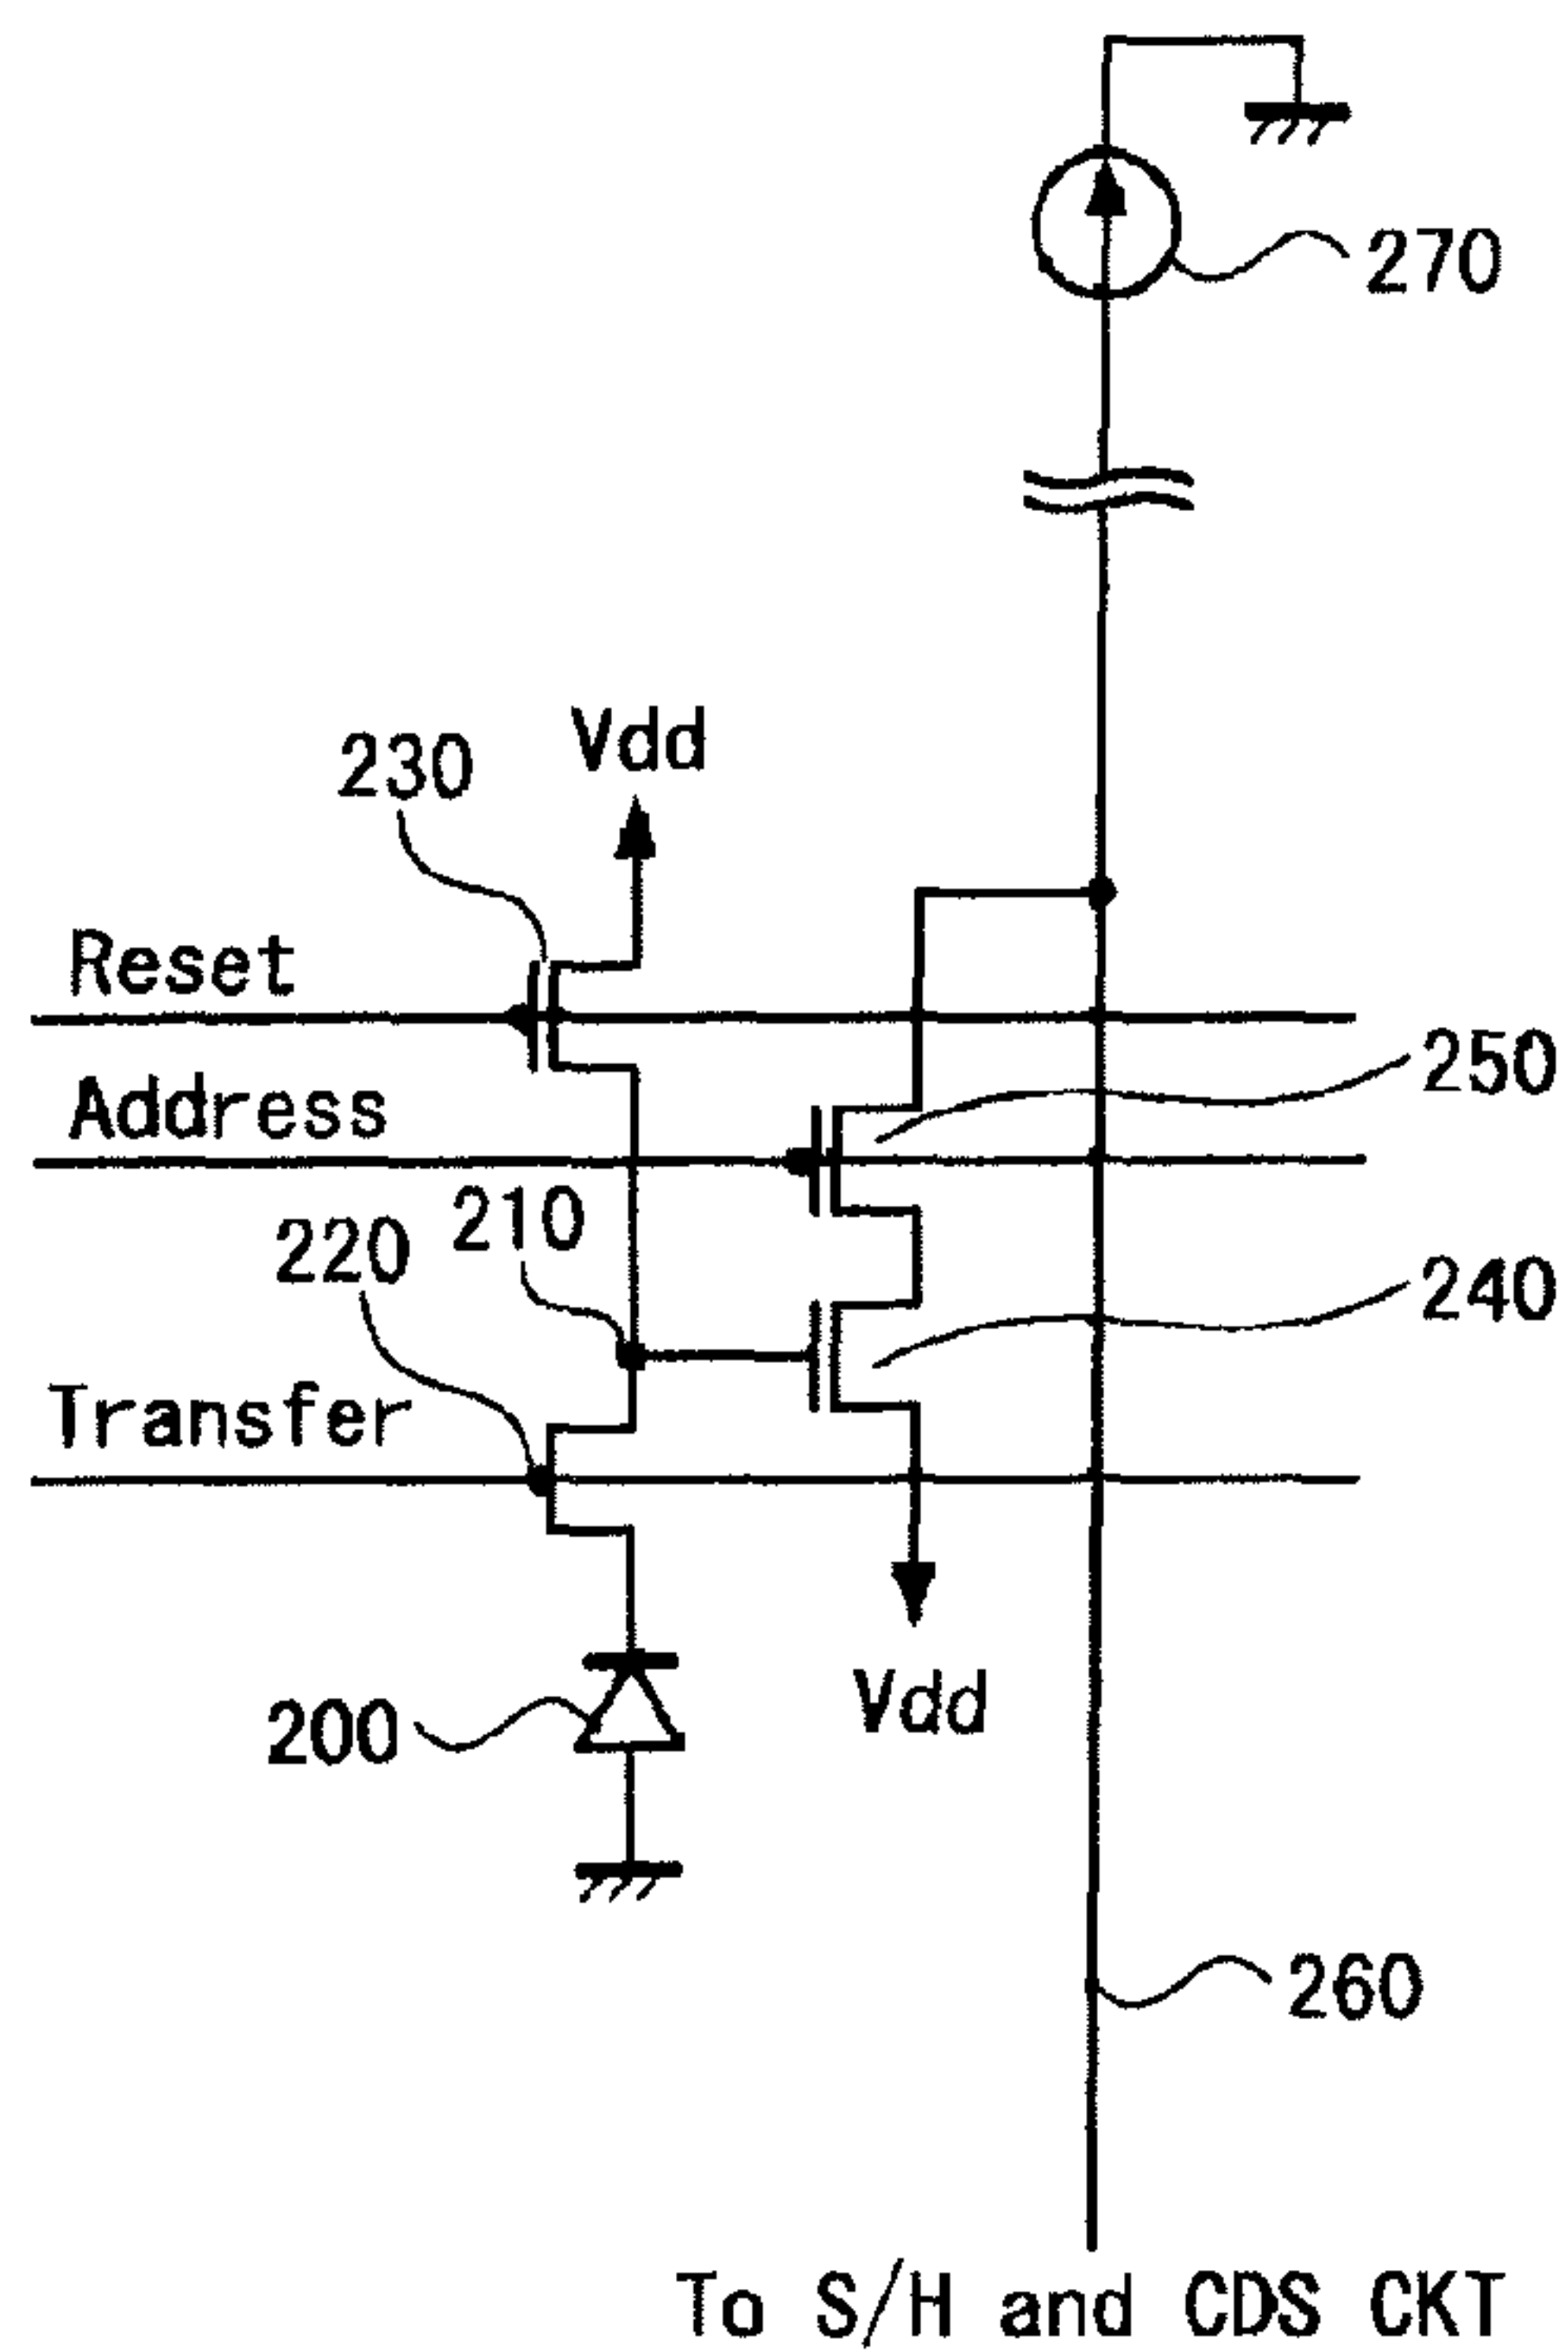 270
Vdd
230
Reset
250
Address
210
220
240
Transfer
200
Vdd
260
To S/H and CDS CKT